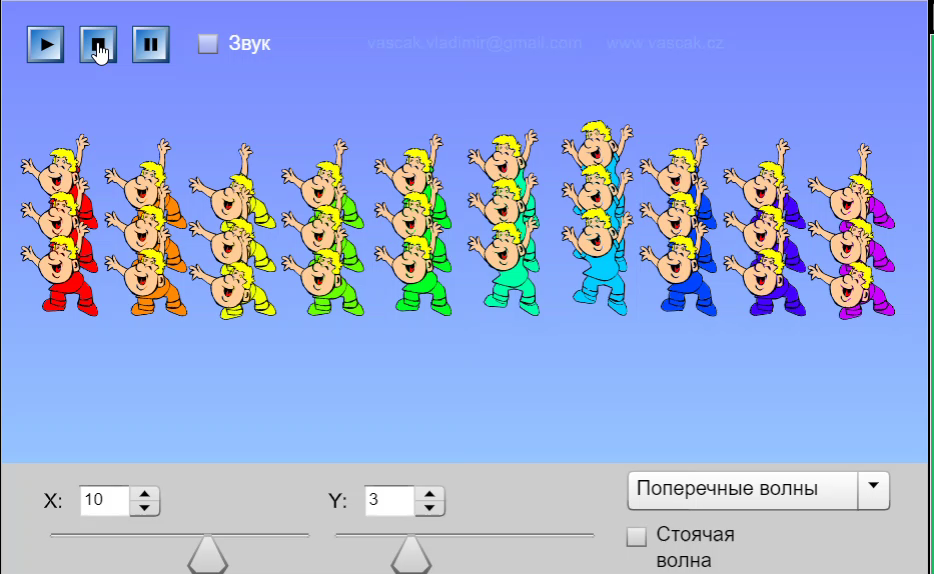 Звук
vascak.vladimir@gmail.com www.vascak.cz
X: 10
Y: 3
Поперечные волны
Стоячая
волна